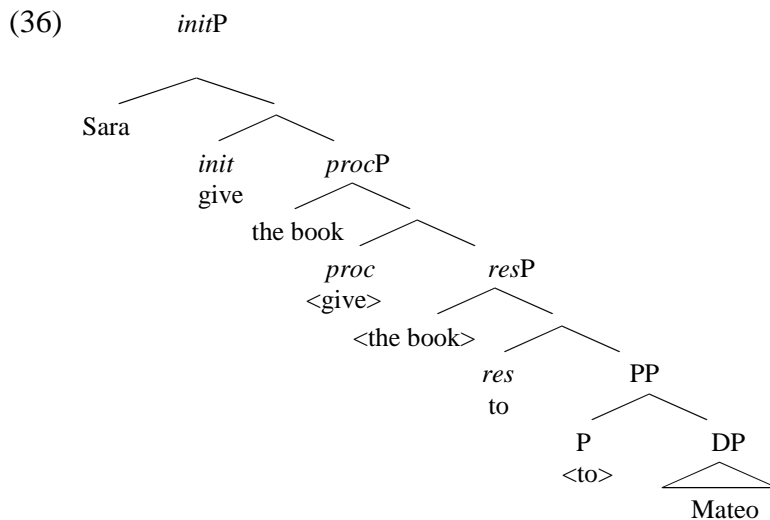 (36) initP
Sara
init procP
give
the book
proc resP
<give>
<the book>
res PP
to
P DP
<to>
Mateo